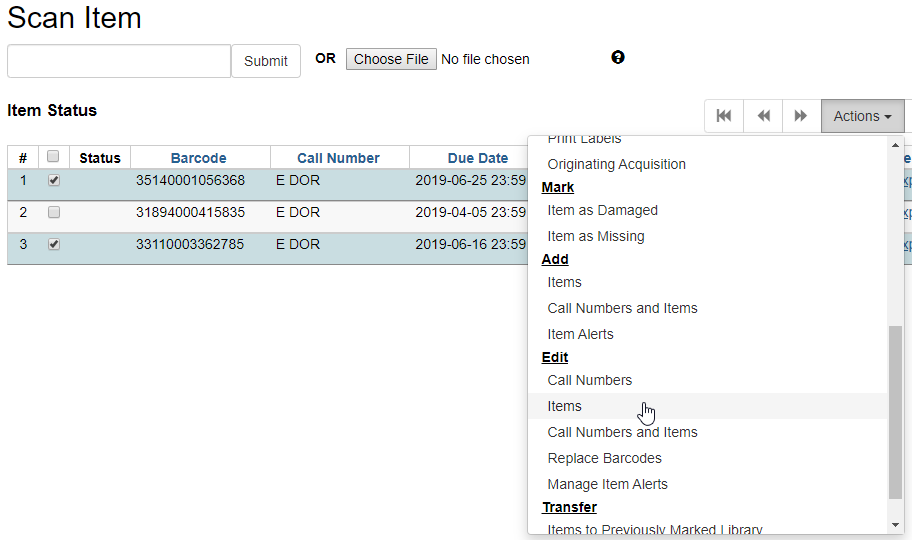 Scan Item
Submit OR Choose File No file chosen ?
Item Status
Actions
# Status Barcode Call Number Due Date
1 35140001056368 E DOR 2019-06-25 23:59
2 31894000415835 E DOR 2019-04-05 23:59
3 33110003362785 E DOR 2019-06-16 23:59
Print Labels
Originating Acquisition
Mark
Item as Damaged
Item as Missing
Add
Items
Call Numbers and Items
Item Alerts
Edit
Call Numbers
Items
Call Numbers and Items
Replace Barcodes
Manage Item Alerts
Transfer
Items to Previously Marked Library